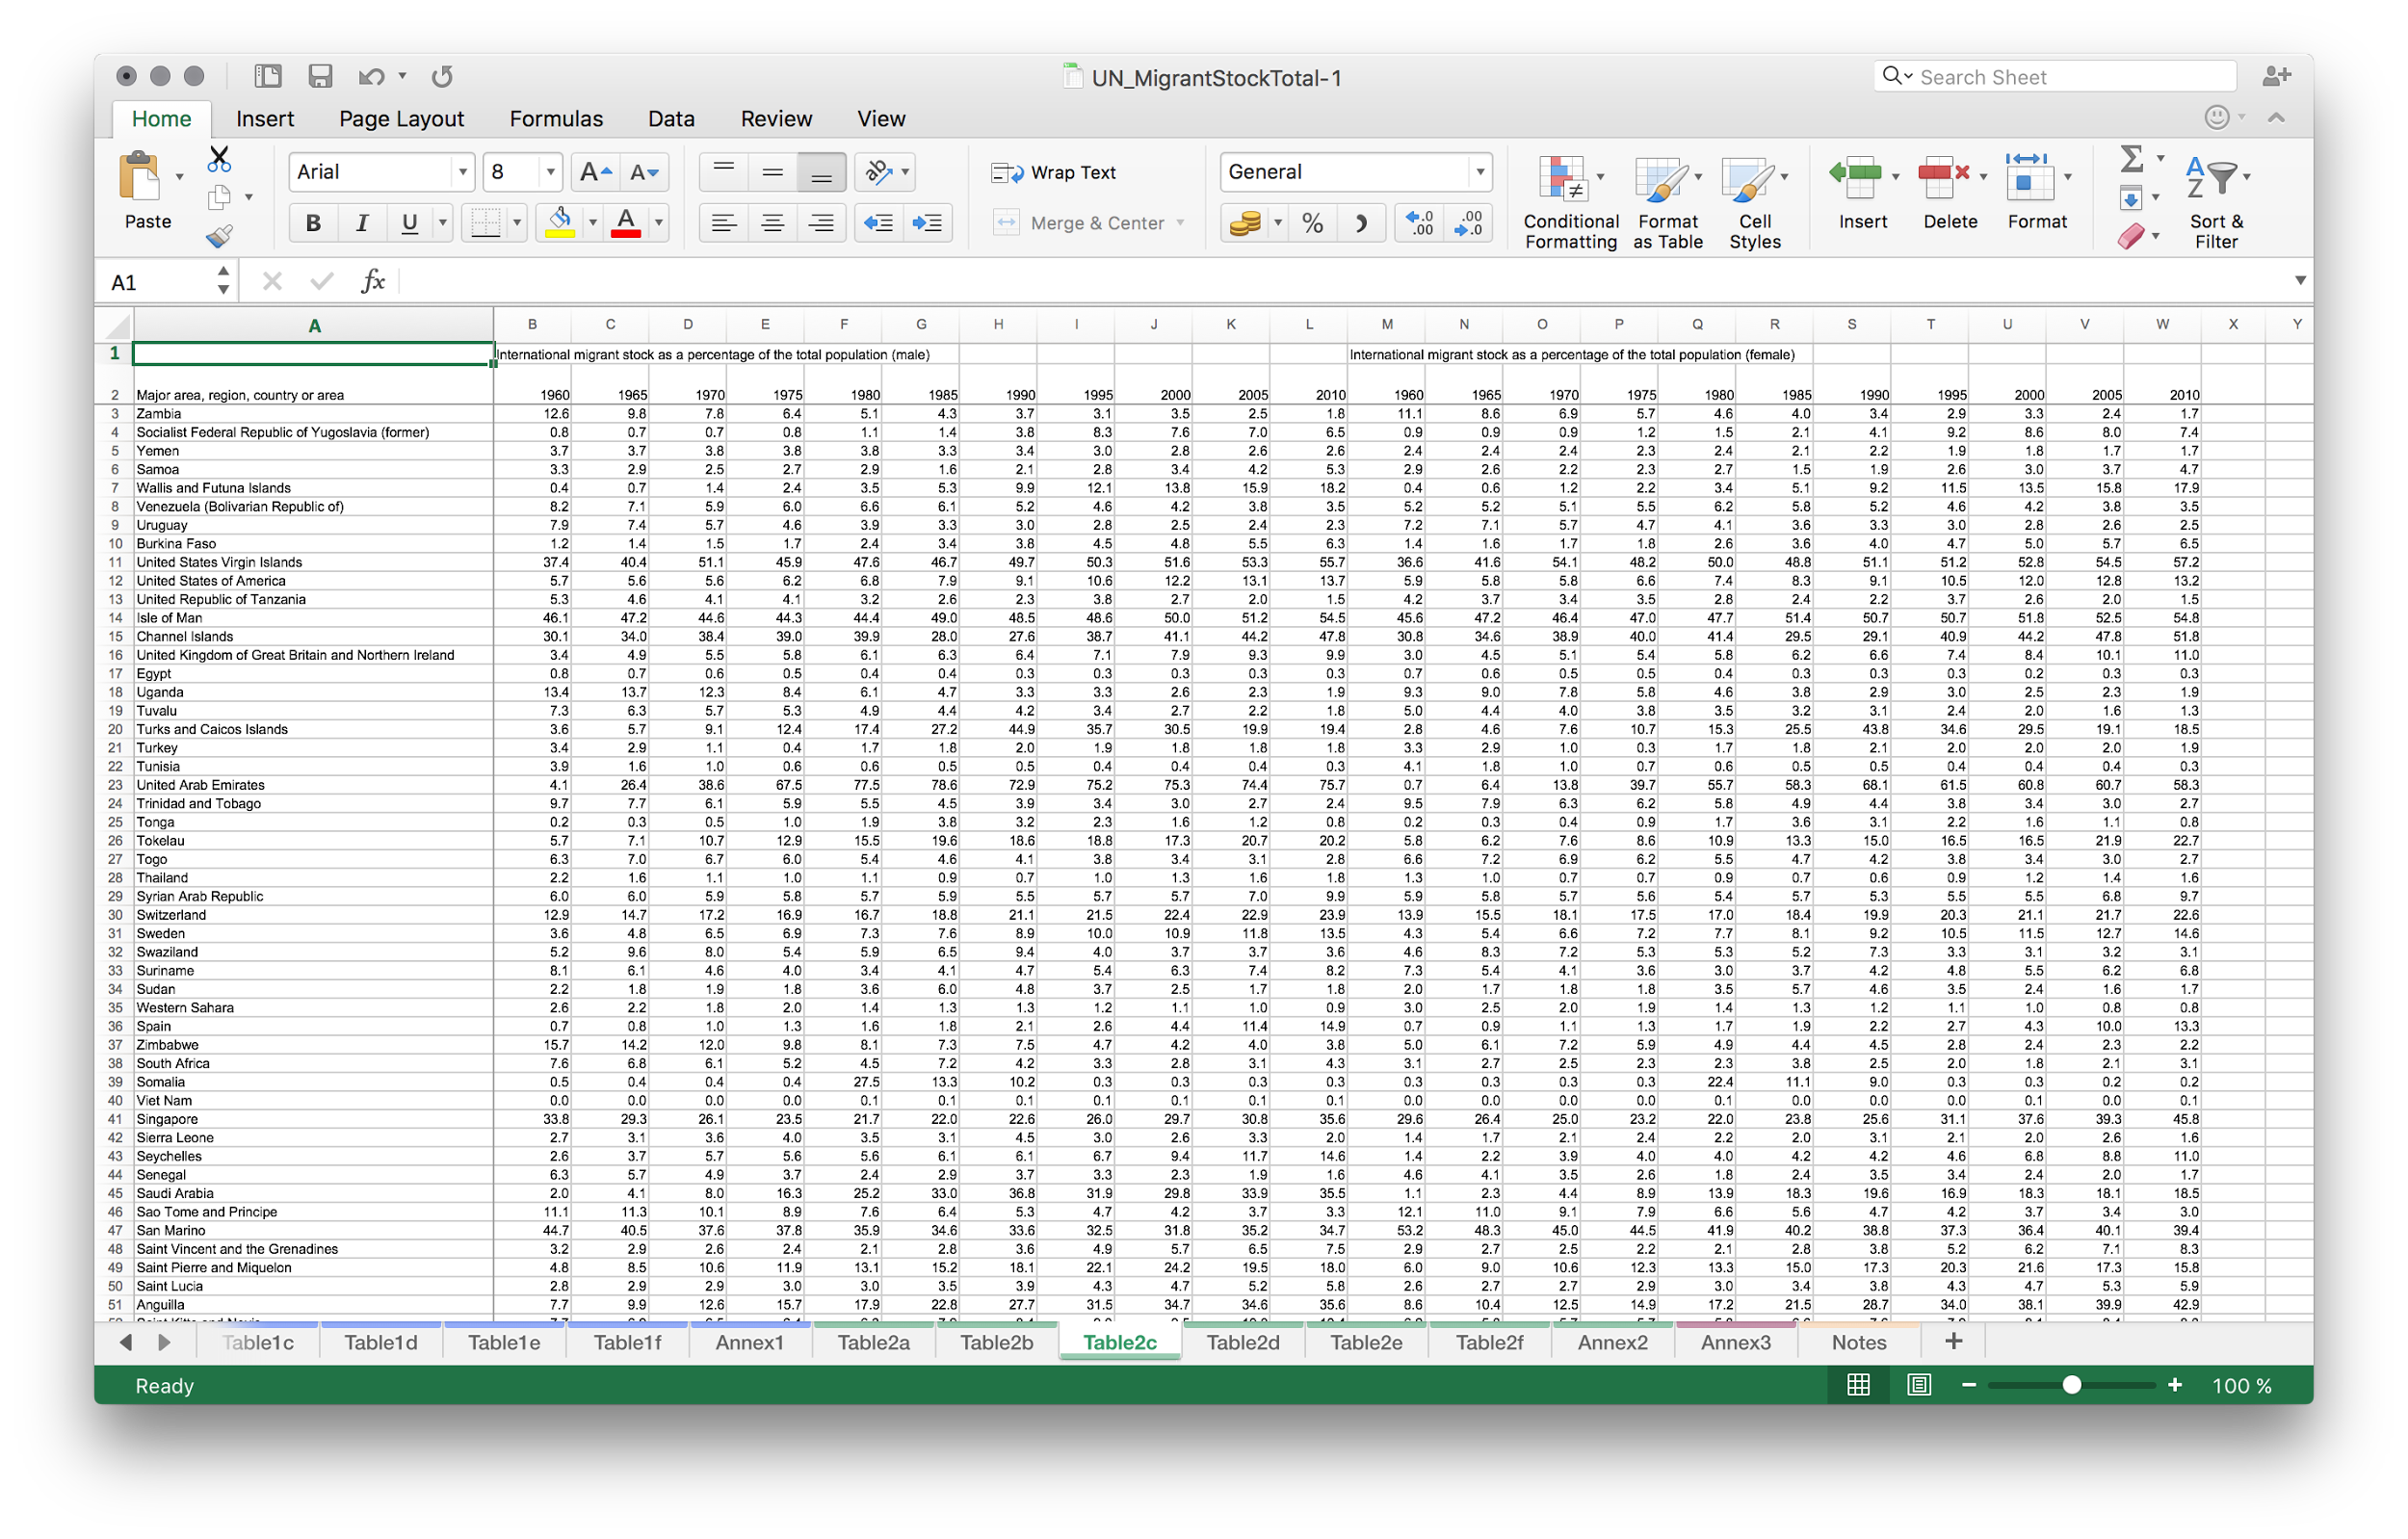 UN_MigrantStockTotal-1
Search Sheet
Home Insert Page Layout Formulas Data Review View
Arial 8 A A Wrap Text General
Paste B I U A Merge & Center % Conditional Formatting Format as Table Cell Styles Insert Delete Format Sort & Filter
A1 fx
A B C D E F G H I J K L M N O P Q R S T U V W X Y
1 International migrant stock as a percentage of the total population (male) International migrant stock as a percentage of the total population (female)
2 Major area, region, country or area 1960 1965 1970 1975 1980 1985 1990 1995 2000 2005 2010 1960 1965 1970 1975 1980 1985 1990 1995 2000 2005 2010
3 Zambia 12.6 9.8 7.8 6.4 5.1 4.3 3.7 3.1 3.5 2.5 1.8 11.1 8.6 6.9 5.7 4.6 4.0 3.4 2.9 3.3 2.4 1.7
4 Socialist Federal Republic of Yugoslavia (former) 0.8 0.7 0.7 0.8 1.1 1.4 3.8 8.3 7.6 7.0 6.5 0.9 0.9 0.9 1.2 1.5 2.1 4.1 9.2 8.6 8.0 7.4
5 Yemen 3.7 3.7 3.8 3.8 3.8 3.3 3.4 3.0 2.8 2.6 2.6 2.4 2.4 2.4 2.3 2.4 2.1 2.2 1.9 1.8 1.7 1.7
6 Samoa 3.3 2.9 2.5 2.7 2.9 1.6 2.1 2.8 3.4 4.2 5.3 2.9 2.6 2.2 2.3 2.7 1.5 1.9 2.6 3.0 3.7 4.7
7 Wallis and Futuna Islands 0.4 0.7 1.4 2.4 3.5 5.3 9.9 12.1 13.8 15.9 18.2 0.4 0.6 1.2 2.2 3.4 5.1 9.2 11.5 13.5 15.8 17.9
8 Venezuela (Bolivarian Republic of) 8.2 7.1 5.9 6.0 6.6 6.1 5.2 4.6 4.2 3.8 3.5 5.2 5.2 5.1 5.5 6.2 5.8 5.2 4.6 4.2 3.8 3.5
9 Uruguay 7.9 7.4 5.7 4.6 3.9 3.3 3.0 2.8 2.5 2.4 2.3 7.2 7.1 5.7 4.7 4.1 3.6 3.3 3.0 2.8 2.6 2.5
10 Burkina Faso 1.2 1.4 1.5 1.7 2.4 3.4 3.8 4.5 4.8 5.5 6.3 1.4 1.6 1.7 1.8 2.6 3.6 4.0 4.7 5.0 5.7 6.5
11 United States Virgin Islands 37.4 40.4 51.1 45.9 47.6 46.7 49.7 50.3 51.6 53.3 55.7 36.6 41.6 54.1 48.2 50.0 48.8 51.1 51.2 52.8 54.5 57.2
12 United States of America 5.7 5.6 5.6 6.2 6.8 7.9 9.1 10.6 12.2 13.1 13.7 5.9 5.8 5.8 6.6 7.4 8.3 9.1 10.5 12.0 12.8 13.2
13 United Republic of Tanzania 5.3 4.6 4.1 4.1 3.2 2.6 2.3 3.8 2.7 2.0 1.5 4.2 3.7 3.4 3.5 2.8 2.4 2.2 3.7 2.6 2.0 1.5
14 Isle of Man 46.1 47.2 44.6 44.3 44.4 49.0 48.5 48.6 50.0 51.2 54.5 45.6 47.2 46.4 47.0 47.7 51.4 50.7 50.7 51.8 52.5 54.8
15 Channel Islands 30.1 34.0 38.4 39.0 39.9 28.0 27.6 38.7 41.1 44.2 47.8 30.8 34.6 38.9 40.0 41.4 29.5 29.1 40.9 44.2 47.8 51.8
16 United Kingdom of Great Britain and Northern Ireland 3.4 4.9 5.5 5.8 6.1 6.3 6.4 7.1 7.9 9.3 9.9 3.0 4.5 5.1 5.4 5.8 6.2 6.6 7.4 8.4 10.1 11.0
17 Egypt 0.8 0.7 0.6 0.5 0.4 0.4 0.3 0.3 0.3 0.3 0.3 0.7 0.6 0.5 0.5 0.4 0.3 0.3 0.3 0.2 0.3 0.3
18 Uganda 13.4 13.7 12.3 8.4 6.1 4.7 3.3 3.3 2.6 2.3 1.9 9.3 9.0 7.8 5.8 4.6 3.8 2.9 3.0 2.5 2.3 1.9
19 Tuvalu 7.3 6.3 5.7 5.3 4.9 4.4 4.2 3.4 2.7 2.2 1.8 5.0 4.4 4.0 3.8 3.5 3.2 3.1 2.4 2.0 1.6 1.3
20 Turks and Caicos Islands 3.6 5.7 9.1 12.4 17.4 27.2 44.9 35.7 30.5 19.9 19.4 2.8 4.6 7.6 10.7 15.3 25.5 43.8 34.6 29.5 19.1 18.5
21 Turkey 3.4 2.9 1.1 0.4 1.7 1.8 2.0 1.9 1.8 1.8 1.8 3.3 2.9 1.0 0.3 1.7 1.8 2.1 2.0 2.0 2.0 1.9
22 Tunisia 3.9 1.6 1.0 0.6 0.6 0.5 0.5 0.4 0.4 0.4 0.3 4.1 1.8 1.0 0.7 0.6 0.5 0.5 0.4 0.4 0.4 0.3
23 United Arab Emirates 4.1 26.4 38.6 67.5 77.5 78.6 72.9 75.2 75.3 74.4 75.7 0.7 6.4 13.8 39.7 55.7 58.3 68.1 61.5 60.8 60.7 58.3
24 Trinidad and Tobago 9.7 7.7 6.1 5.9 5.5 4.5 3.9 3.4 3.0 2.7 2.4 9.5 7.9 6.3 6.2 5.8 4.9 4.4 3.8 3.4 3.0 2.7
25 Tonga 0.2 0.3 0.5 1.0 1.9 3.8 3.2 2.3 1.6 1.2 0.8 0.2 0.3 0.4 0.9 1.7 3.6 3.1 2.2 1.6 1.1 0.8
26 Tokelau 5.7 7.1 10.7 12.9 15.5 19.6 18.6 18.8 17.3 20.7 20.2 5.8 6.2 7.6 8.6 10.9 13.3 15.0 16.5 16.5 21.9 22.7
27 Togo 6.3 7.0 6.7 6.0 5.4 4.6 4.1 3.8 3.4 3.1 2.8 6.6 7.2 6.9 6.2 5.5 4.7 4.2 3.8 3.4 3.0 2.7
28 Thailand 2.2 1.6 1.1 1.0 1.1 0.9 0.7 1.0 1.3 1.6 1.8 1.3 1.0 0.7 0.7 0.9 0.7 0.6 0.9 1.2 1.4 1.6
29 Syrian Arab Republic 6.0 6.0 5.9 5.8 5.7 5.9 5.5 5.7 5.7 7.0 9.9 5.9 5.8 5.7 5.6 5.4 5.7 5.3 5.5 5.5 6.8 9.7
30 Switzerland 12.9 14.7 17.2 16.9 16.7 18.8 21.1 21.5 22.4 22.9 23.9 13.9 15.5 18.1 17.5 17.0 18.4 19.9 20.3 21.1 21.7 22.6
31 Sweden 3.6 4.8 6.5 6.9 7.3 7.6 8.9 10.0 10.9 11.8 13.5 4.3 5.4 6.6 7.2 7.7 8.1 9.2 10.5 11.5 12.7 14.6
32 Swaziland 5.2 9.6 8.0 5.4 5.9 6.5 9.4 4.0 3.7 3.7 3.6 4.6 8.3 7.2 5.3 5.3 5.2 7.3 3.3 3.1 3.2 3.1
33 Suriname 8.1 6.1 4.6 4.0 3.4 4.1 4.7 5.4 6.3 7.4 8.2 7.3 5.4 4.1 3.6 3.0 3.7 4.2 4.8 5.5 6.2 6.8
34 Sudan 2.2 1.8 1.9 1.8 3.6 6.0 4.8 3.7 2.5 1.7 1.8 2.0 1.7 1.8 1.8 3.5 5.7 4.6 3.5 2.4 1.6 1.7
35 Western Sahara 2.6 2.2 1.8 2.0 1.4 1.3 1.3 1.2 1.1 1.0 0.9 3.0 2.5 2.0 1.9 1.4 1.3 1.2 1.1 1.0 0.8 0.8
36 Spain 0.7 0.8 1.0 1.3 1.6 1.8 2.1 2.6 4.4 11.4 14.9 0.7 0.9 1.1 1.3 1.7 1.9 2.2 2.7 4.3 10.0 13.3
37 Zimbabwe 15.7 14.2 12.0 9.8 8.1 7.3 7.5 4.7 4.2 4.0 3.8 5.0 6.1 7.2 5.9 4.9 4.4 4.5 2.8 2.4 2.3 2.2
38 South Africa 7.6 6.8 6.1 5.2 4.5 7.2 4.2 3.3 2.8 3.1 4.3 3.1 2.7 2.5 2.3 2.3 3.8 2.5 2.0 1.8 2.1 3.1
39 Somalia 0.5 0.4 0.4 0.4 27.5 13.3 10.2 0.3 0.3 0.3 0.3 0.3 0.3 0.3 0.3 22.4 11.1 9.0 0.3 0.3 0.2 0.2
40 Viet Nam 0.0 0.0 0.0 0.0 0.1 0.1 0.1 0.1 0.1 0.1 0.1 0.0 0.0 0.0 0.0 0.1 0.0 0.0 0.0 0.1 0.0 0.1
41 Singapore 33.8 29.3 26.1 23.5 21.7 22.0 22.6 26.0 29.7 30.8 35.6 29.6 26.4 25.0 23.2 22.0 23.8 25.6 31.1 37.6 39.3 45.8
42 Sierra Leone 2.7 3.1 3.6 4.0 3.5 3.1 4.5 3.0 2.6 3.3 2.0 1.4 1.7 2.1 2.4 2.2 2.0 3.1 2.1 2.0 2.6 1.6
43 Seychelles 2.6 3.7 5.7 5.6 5.6 6.1 6.1 6.7 9.4 11.7 14.6 1.4 2.2 3.9 4.0 4.0 4.2 4.2 4.6 6.8 8.8 11.0
44 Senegal 6.3 5.7 4.9 3.7 2.4 2.9 3.7 3.3 2.3 1.9 1.6 4.6 4.1 3.5 2.6 1.8 2.4 3.5 3.4 2.4 2.0 1.7
45 Saudi Arabia 2.0 4.1 8.0 16.3 25.2 33.0 36.8 31.9 29.8 33.9 35.5 1.1 2.3 4.4 8.9 13.9 18.3 19.6 16.9 18.3 18.1 18.5
46 Sao Tome and Principe 11.1 11.3 10.1 8.9 7.6 6.4 5.3 4.7 4.2 3.7 3.3 12.1 11.0 9.1 7.9 6.6 5.6 4.7 4.2 3.7 3.4 3.0
47 San Marino 44.7 40.5 37.6 37.8 35.9 34.6 33.6 32.5 31.8 35.2 34.7 53.2 48.3 45.0 44.5 41.9 40.2 38.8 37.3 36.4 40.1 39.4
48 Saint Vincent and the Grenadines 3.2 2.9 2.6 2.4 2.1 2.8 3.6 4.9 5.7 6.5 7.5 2.9 2.7 2.5 2.2 2.1 2.8 3.8 5.2 6.2 7.1 8.3
49 Saint Pierre and Miquelon 4.8 8.5 10.6 11.9 13.1 15.2 18.1 22.1 24.2 19.5 18.0 6.0 9.0 10.6 12.3 13.3 15.0 17.3 20.3 21.6 17.3 15.8
50 Saint Lucia 2.8 2.9 2.9 3.0 3.0 3.5 3.9 4.3 4.7 5.2 5.8 2.6 2.7 2.7 2.9 3.0 3.4 3.8 4.3 4.7 5.3 5.9
51 Anguilla 7.7 9.9 12.6 15.7 17.9 22.8 27.7 31.5 34.7 34.6 35.6 8.6 10.4 12.5 14.9 17.2 21.5 28.7 34.0 38.1 39.9 42.9
Table1c Table1d Table1e Table1f Annex1 Table2a Table2b Table2c Table2d Table2e Table2f Annex2 Annex3 Notes +
Ready 100 %